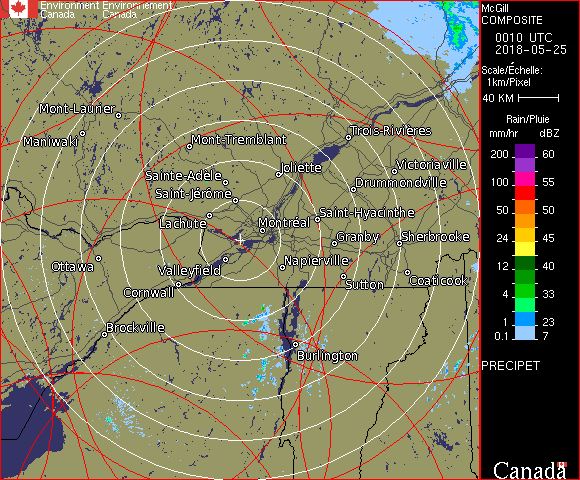 Environment Environnement
Canada Canada
Mont-Laurier
Maniwaki
Mont-Tremblant
Trois-Rivières
Sainte-Adèle
Joliette
Victoriaville
Saint-Jérôme
Drummondville
Lachute
Montréal
Saint-Hyacinthe
Granby
Sherbrooke
Ottawa
Valleyfield
Napierville
Cornwall
Sutton
Coaticook
Brockville
Burlington
McGill
COMPOSITE
0010 UTC
2018-05-25
Scale/Échelle:
1km/Pixel
40 KM
Rain/Pluie
mm/hr dBZ
200 60
55
100 55
50 50
24 45
12 40
4 33
1 23
0.1 7
PRECIPET
Canada